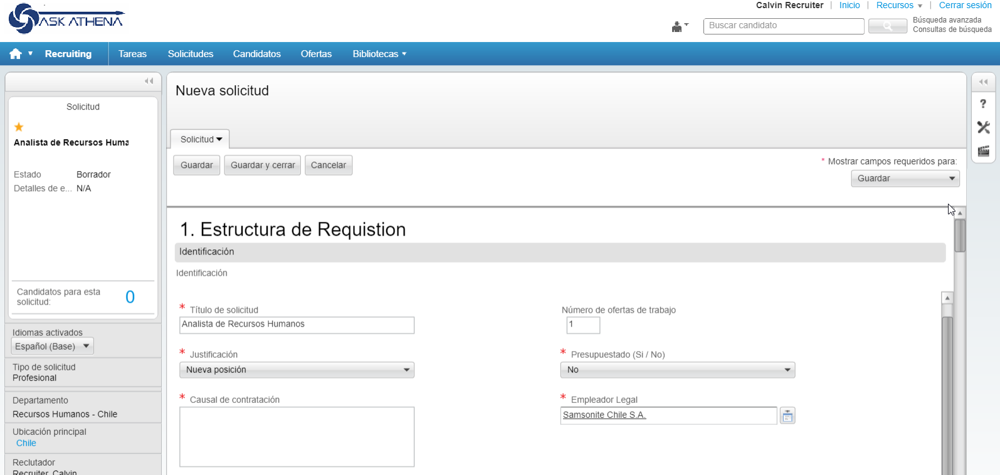 ASK ATHENA
Calvin Recruiter | Inicio | Recursos | Cerrar sesión
Buscar candidato
Búsqueda avanzada
Consultas de búsqueda
Recruiting Tareas Solicitudes Candidatos Ofertas Bibliotecas
Solicitud
Analista de Recursos Huma
Estado Borrador
Detalles de e... N/A
Candidatos para esta
solicitud: 0
Idiomas activados
Español (Base)
Tipo de solicitud
Profesional
Departamento
Recursos Humanos - Chile
Ubicación principal
Chile
Reclutador
Recruiter, Calvin
Nueva solicitud
Solicitud
Guardar Guardar y cerrar Cancelar
* Mostrar campos requeridos para:
Guardar
1. Estructura de Requistion
Identificación
Identificación
* Título de solicitud
Analista de Recursos Humanos
Número de ofertas de trabajo
1
* Justificación
Nueva posición
* Presupuestado (Si / No)
No
* Causal de contratación
* Empleador Legal
Samsonite Chile S.A.
?